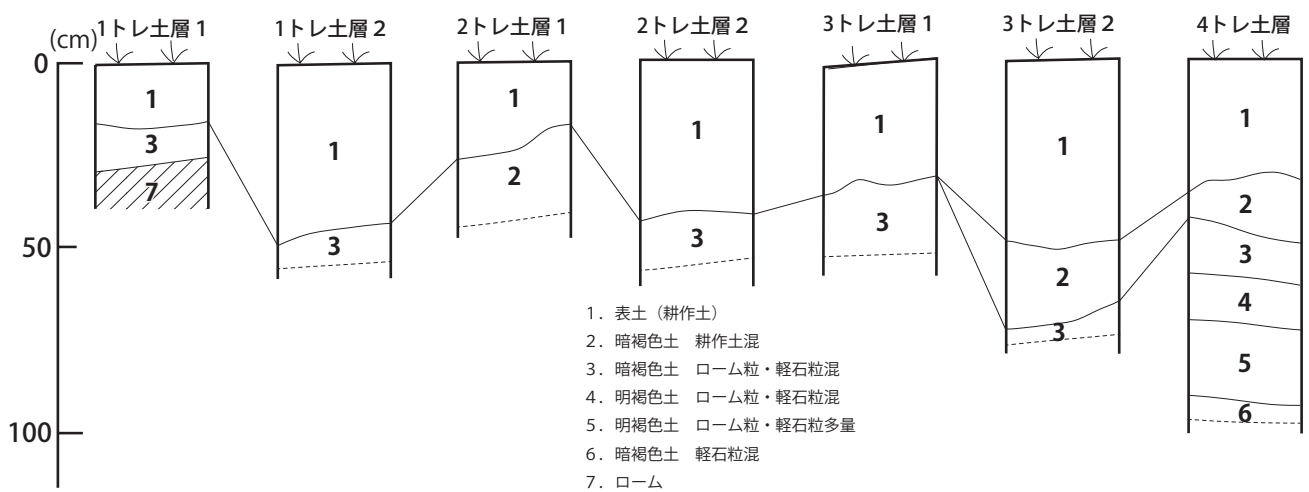 (cm)
1トレ土層1
1トレ土層2
2トレ土層1
2トレ土層2
3トレ土層1
3トレ土層2
4トレ土層
0
50
100
1
3
7
1
3
1
2
1
3
1
3
1
2
3
1
2
3
4
5
6
1．表土（耕作土）
2．暗褐色土　耕作土混
3．暗褐色土　ローム粒・軽石粒混
4．明褐色土　ローム粒・軽石粒混
5．明褐色土　ローム粒・軽石粒多量
6．暗褐色土　軽石粒混
7．ローム